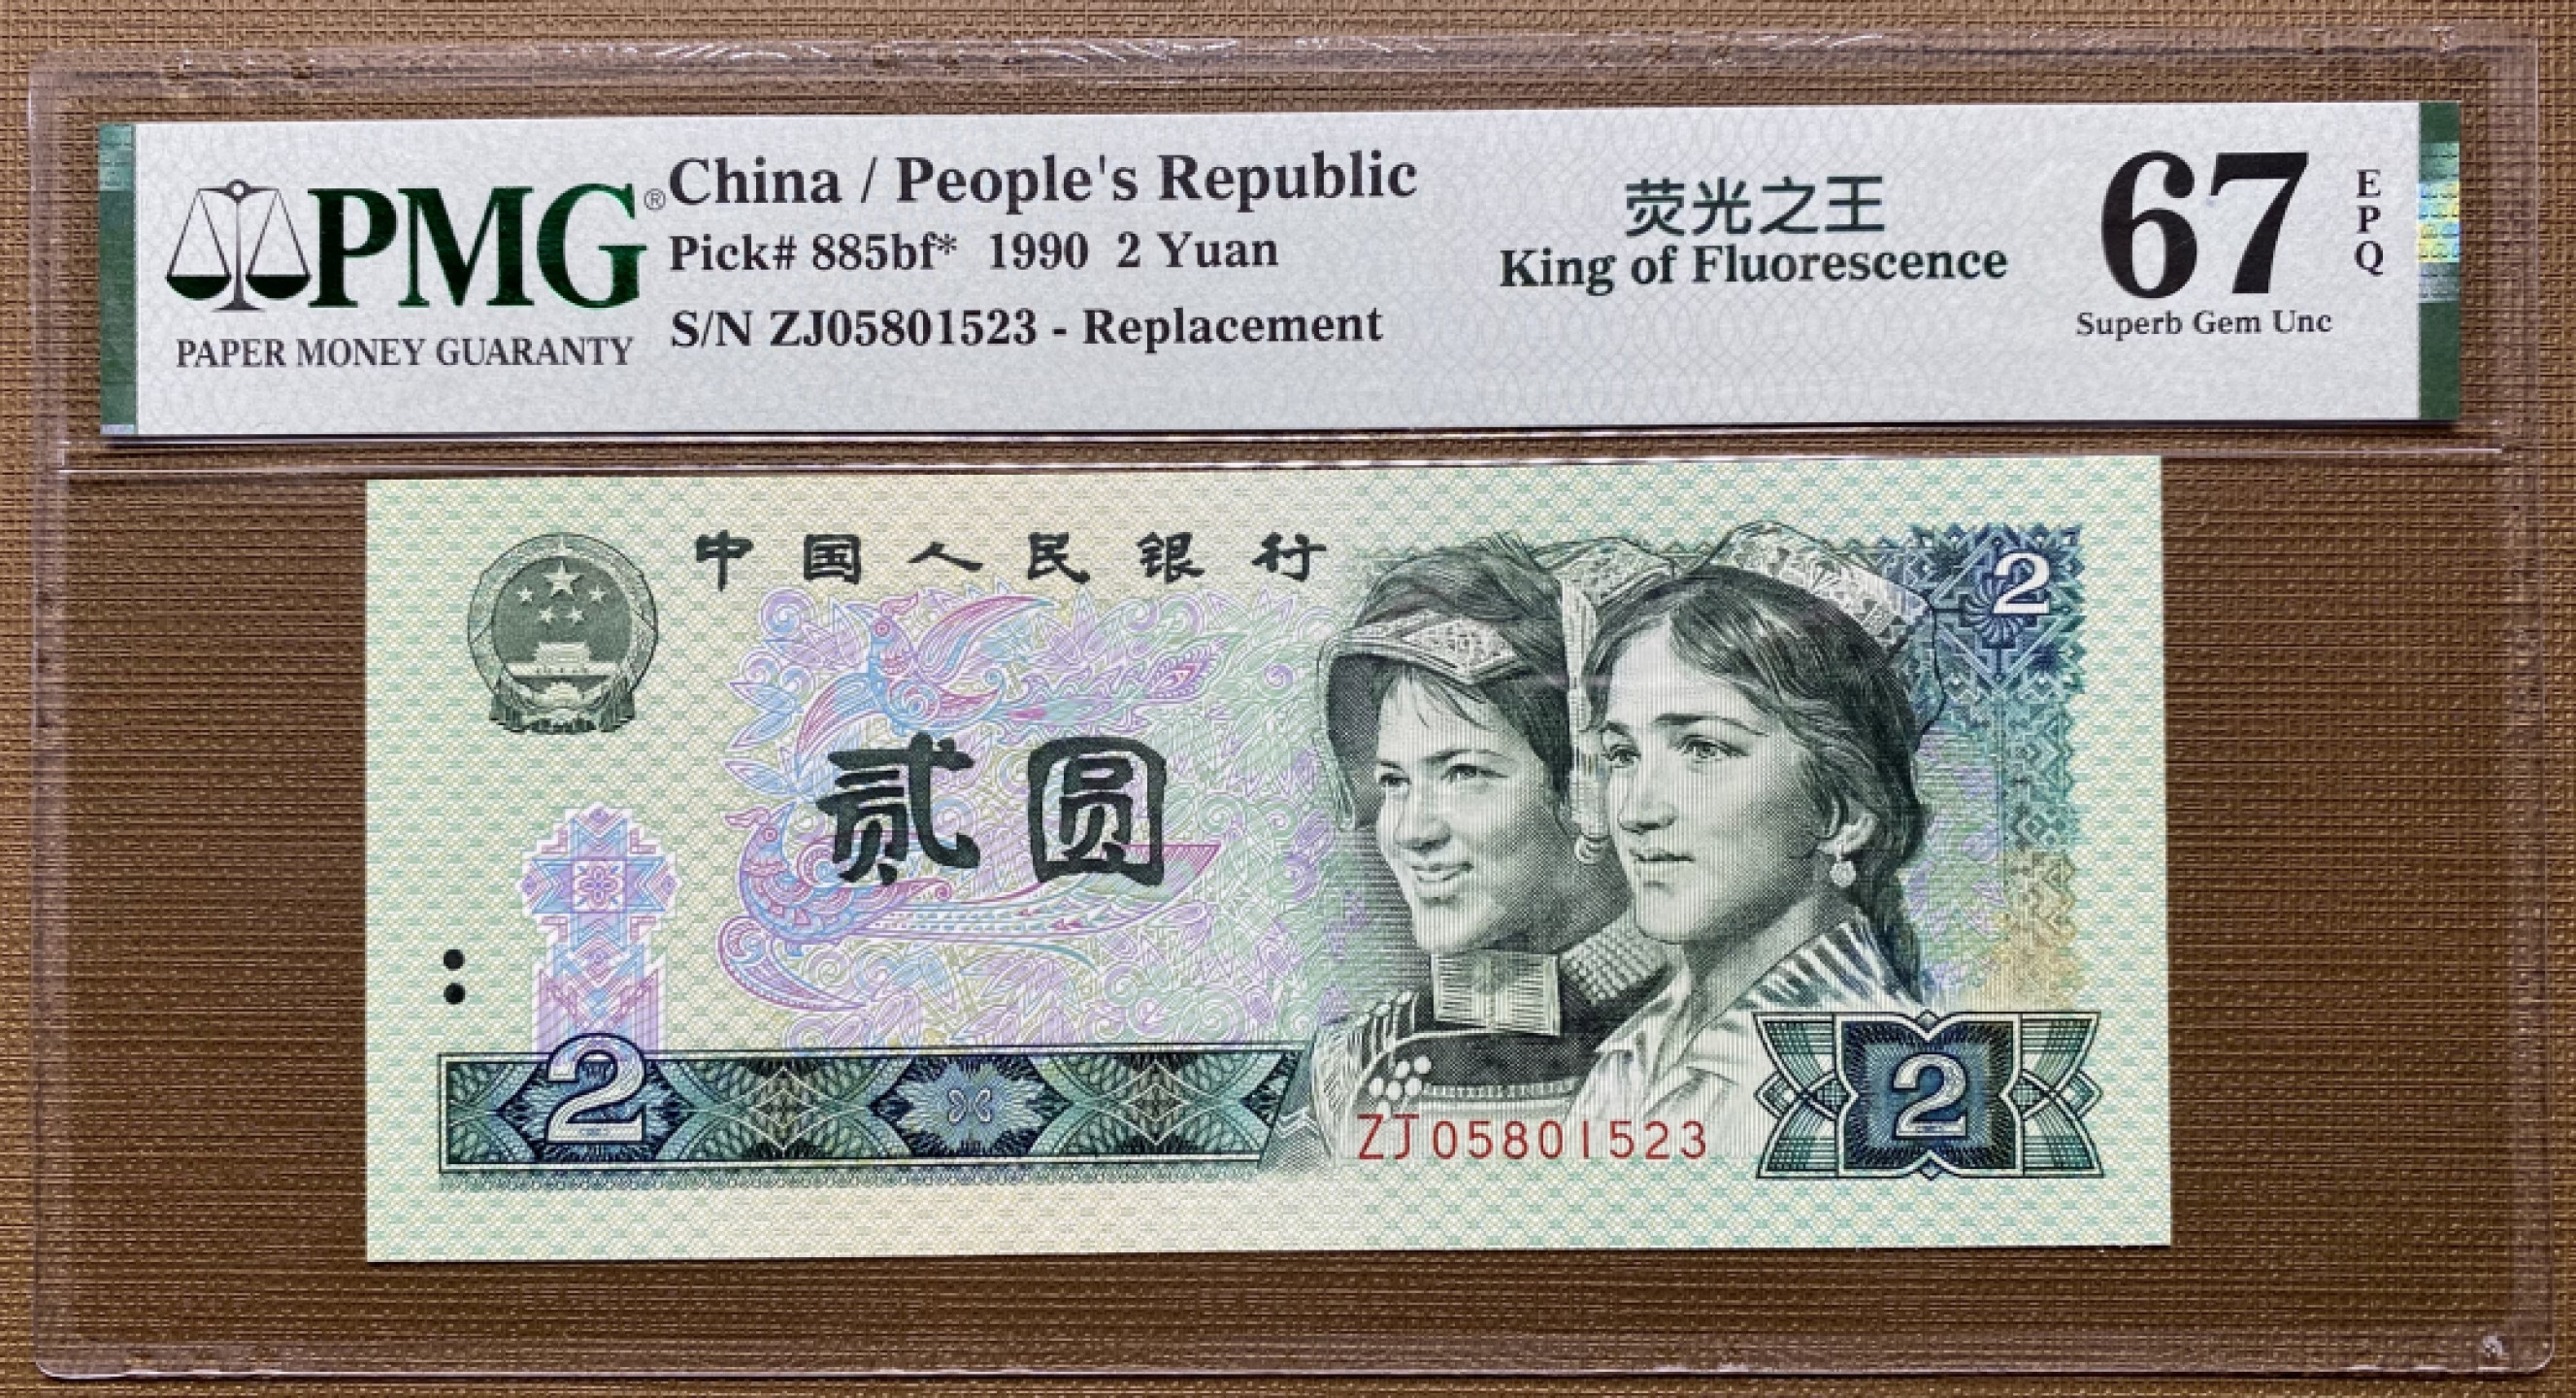 PMG®
PAPER MONEY GUARANTY
China / People's Republic
Pick# 885bf* 1990 2 Yuan
S/N ZJ05801523 - Replacement
荧光之王
King of Fluorescence
67
EPQ
Superb Gem Unc
中国人民银行
2
贰圆
2
ZJ05801523
2